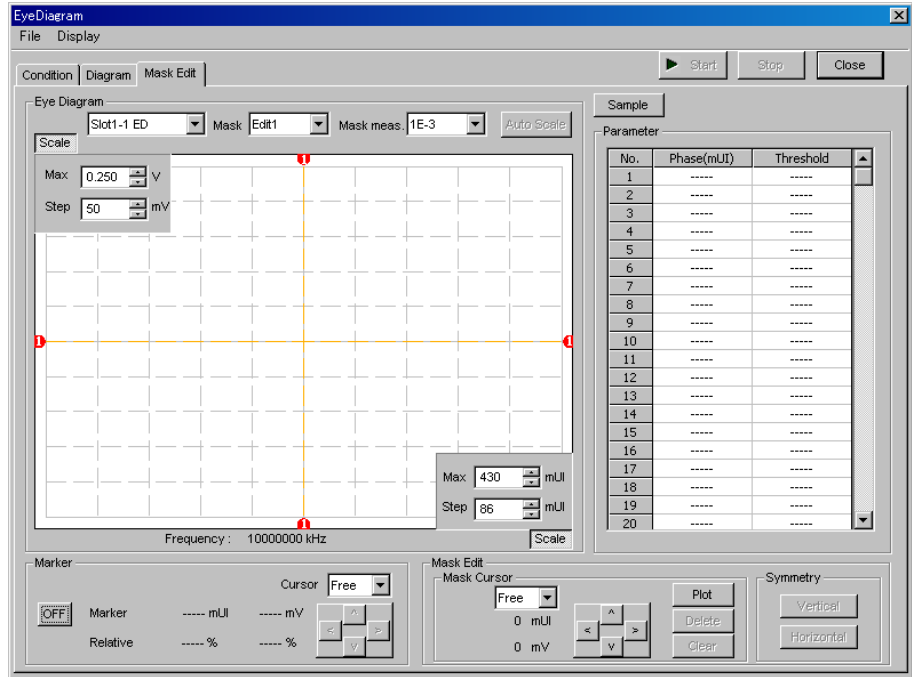 EyeDiagram
File Display
Start Stop Close
Condition Diagram Mask Edit
Eye Diagram
Slot1-1 ED Mask Edit1 Mask meas. 1E-3 Auto Scale
Scale
Max 0.250 V
Step 50 mV
1
1 1
Max 430 mUI
Step 86 mUI
1
Frequency : 10000000 kHz Scale
Sample
Parameter
No. Phase(mUI) Threshold
1 ----- -----
2 ----- -----
3 ----- -----
4 ----- -----
5 ----- -----
6 ----- -----
7 ----- -----
8 ----- -----
9 ----- -----
10 ----- -----
11 ----- -----
12 ----- -----
13 ----- -----
14 ----- -----
15 ----- -----
16 ----- -----
17 ----- -----
18 ----- -----
19 ----- -----
20 ----- -----
Marker
Cursor Free
OFF Marker ----- mUI ----- mV
Relative ----- % ----- %
^
< >
v
Mask Edit
Mask Cursor
Free
0 mUI
0 mV
^
< >
v
Plot
Delete
Clear
Symmetry
Vertical
Horizontal